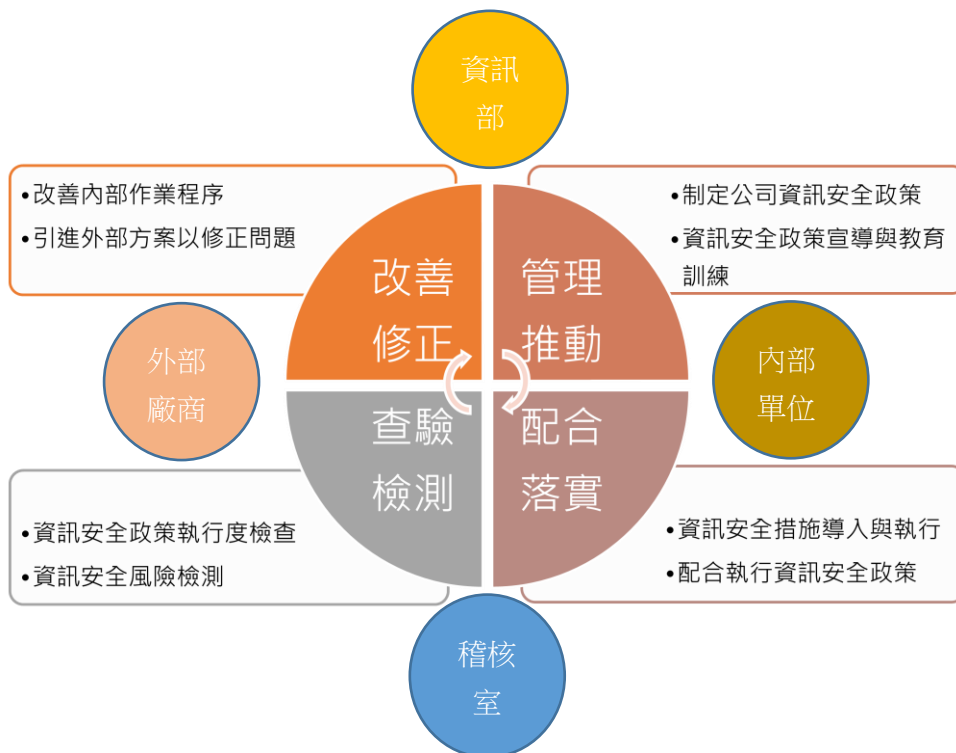 資訊
部
•改善內部作業程序
•引進外部方案以修正問題
•制定公司資訊安全政策
•資訊安全政策宣導與教育
訓練
改善
修正
管理
推動
外部
廠商
內部
單位
查驗
檢測
配合
落實
•資訊安全政策執行度檢查
•資訊安全風險檢測
•資訊安全措施導入與執行
•配合執行資訊安全政策
稽核
室